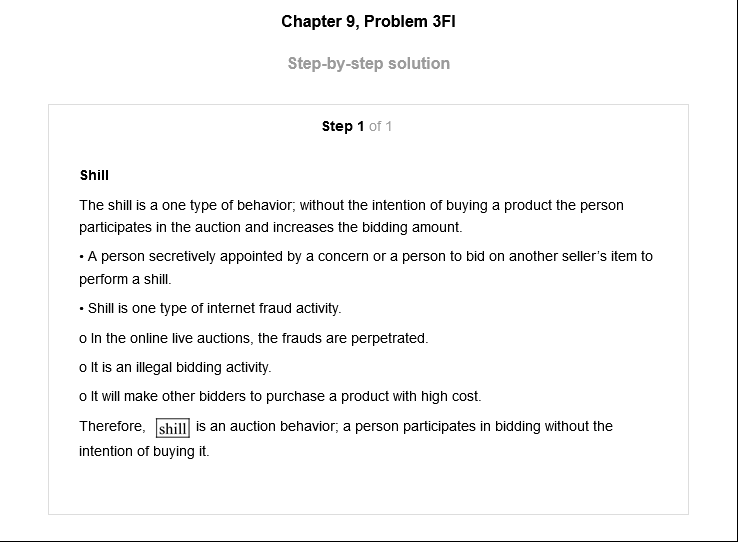 Chapter 9, Problem 3FI
Step-by-step solution
Step 1 of 1
Shill
The shill is a one type of behavior; without the intention of buying a product the person
participates in the auction and increases the bidding amount.
• A person secretively appointed by a concern or a person to bid on another seller's item to
perform a shill.
• Shill is one type of internet fraud activity.
o In the online live auctions, the frauds are perpetrated.
o It is an illegal bidding activity.
o It will make other bidders to purchase a product with high cost.
Therefore, shill is an auction behavior; a person participates in bidding without the
intention of buying it.